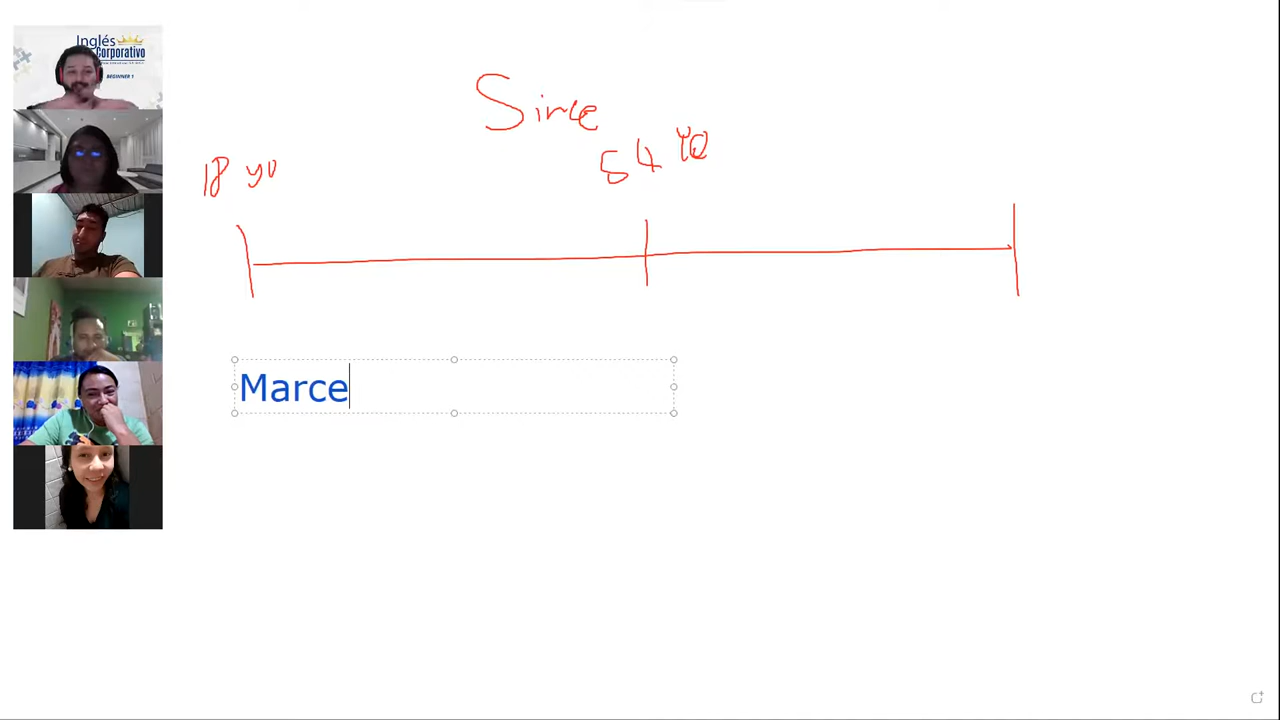 Inglés
Corporativo
BEGINNER 1
Since
54 yo
18 yo
Marce